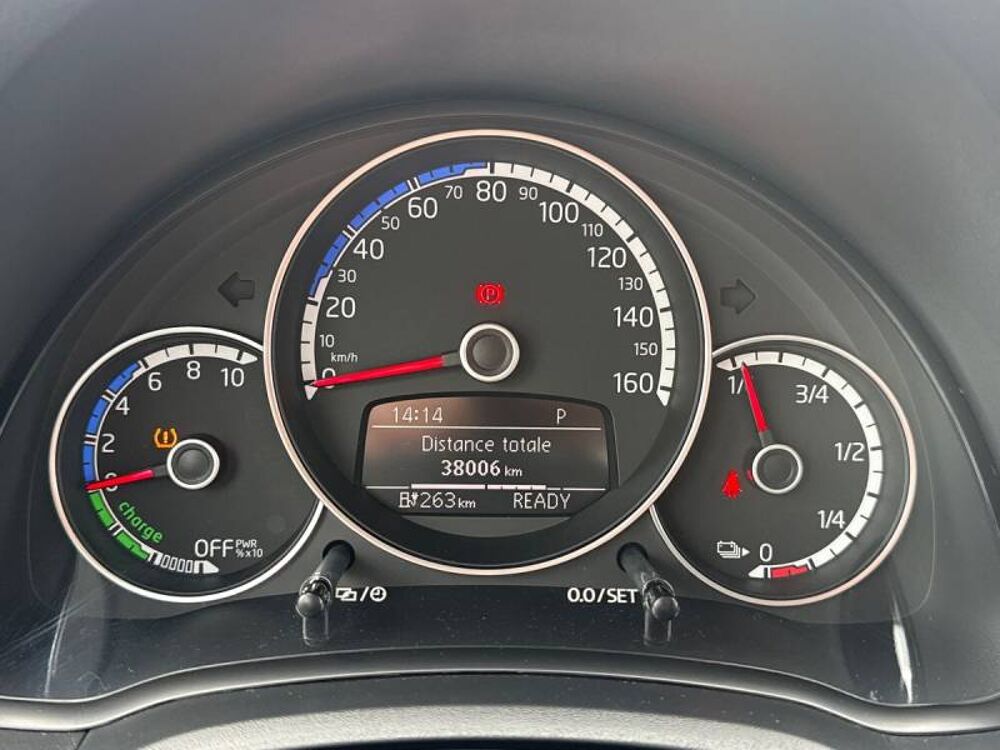 80
70 90
60 100
50 110
40 120
30 130
20 140
10 150
km/h
0 160
P
6 8 10
4
2
0
charge
OFF PWR
%x10
14:14 P
Distance totale
38006 km
263 km READY
1/ 3/4
1/2
1/4
0
0.0/SET